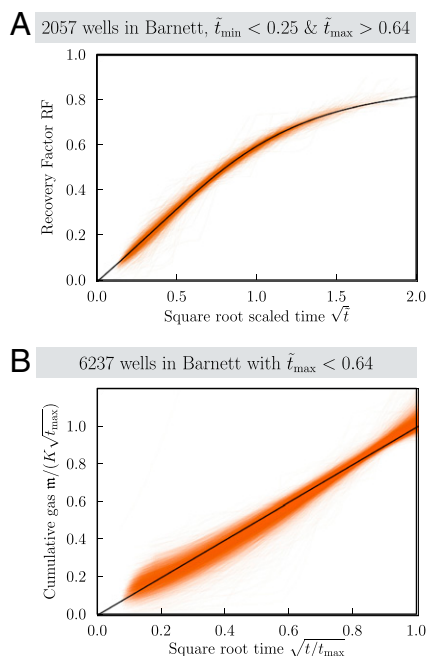 A
2057 wells in Barnett, t̃min < 0.25 & t̃max > 0.64
Recovery Factor RF
1.0
0.8
0.6
0.4
0.2
0.0
0.0 0.5 1.0 1.5 2.0
Square root scaled time √t̃
B
6237 wells in Barnett with t̃max < 0.64
Cumulative gas m/(K√tmax)
1.0
0.8
0.6
0.4
0.2
0.0
0.0 0.2 0.4 0.6 0.8 1.0
Square root time √t/tmax